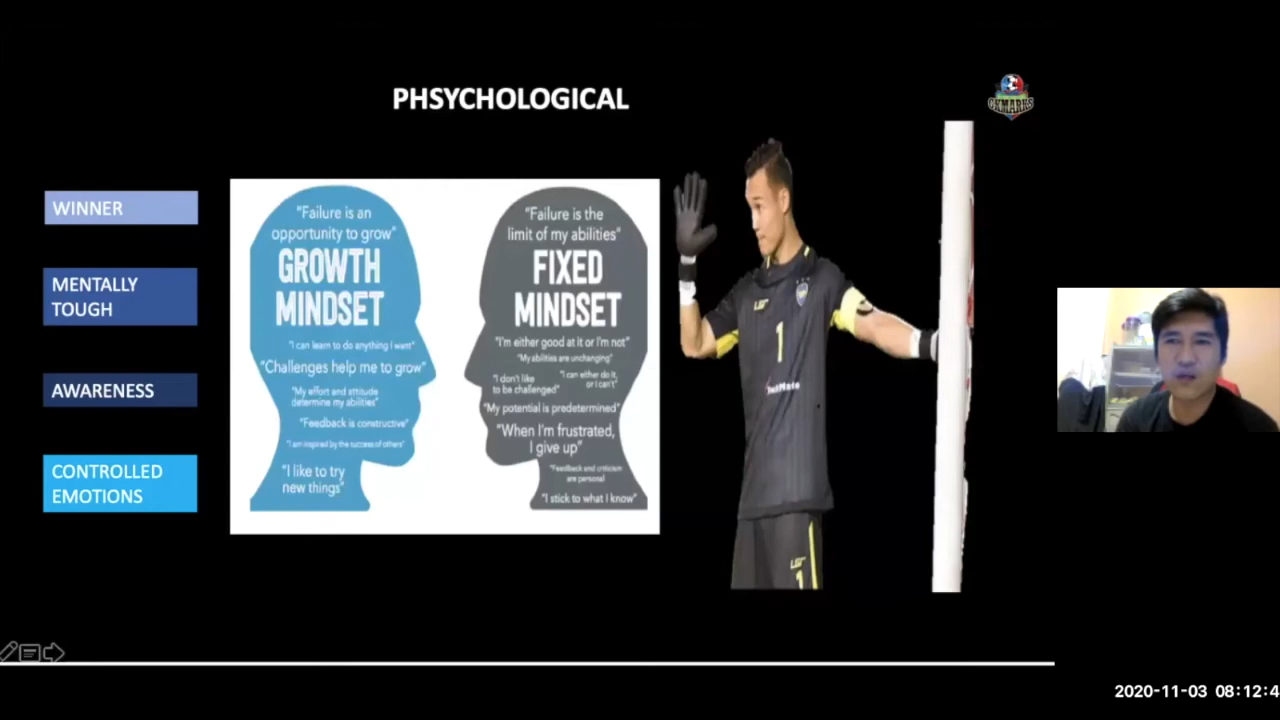 PHSYCHOLOGICAL
GKMARKS
WINNER
MENTALLY
TOUGH
AWARENESS
CONTROLLED
EMOTIONS
"Failure is an
opportunity to grow"
GROWTH
MINDSET
"I can learn to do anything I want"
"Challenges help me to grow"
"My effort and attitude
determine my abilities"
"Feedback is constructive"
"I am inspired by the success of others"
"I like to try
new things"
"Failure is the
limit of my abilities"
FIXED
MINDSET
"I'm either good at it or I'm not"
"My abilities are unchanging"
"I don't like
to be challenged"
"I can either do it,
or I can't"
"My potential is predetermined"
"When I'm frustrated,
I give up"
"Feedback and criticism
are personal"
"I stick to what I know"
1
1
2020-11-03 08:12:4